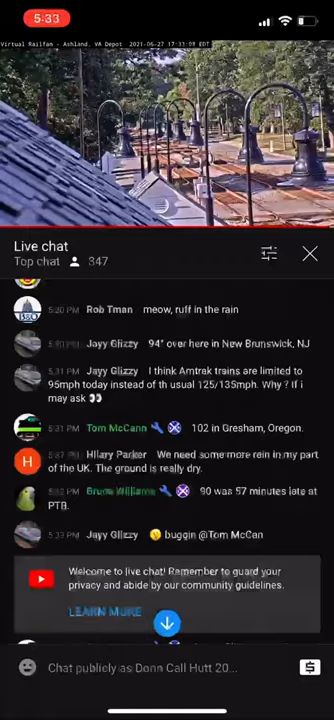 5:33
Virtual Railfan - Ashland, VA Depot 2021-06-27 17:33:09 EDT
Live chat
Top chat 347
5:20 PM Rob Tman meow, ruff in the rain
Jayy Glizzy 94° over here in New Brunswick, NJ
5:31 PM Jayy Glizzy I think Amtrak trains are limited to
95mph today instead of th usual 125/135mph. Why ? If i
may ask 👀
5:31 PM Tom McCann 102 in Gresham, Oregon.
Hilary Parker We need some more rain in my part
of the UK. The ground is really dry.
Bruce Williams 90 was 57 minutes late at
PTB.
5:33 PM Jayy Glizzy buggin @Tom McCan
Welcome to live chat! Remember to guard your
privacy and abide by our community guidelines.
LEARN MORE
Chat publicly as Donn Call Hutt 20...